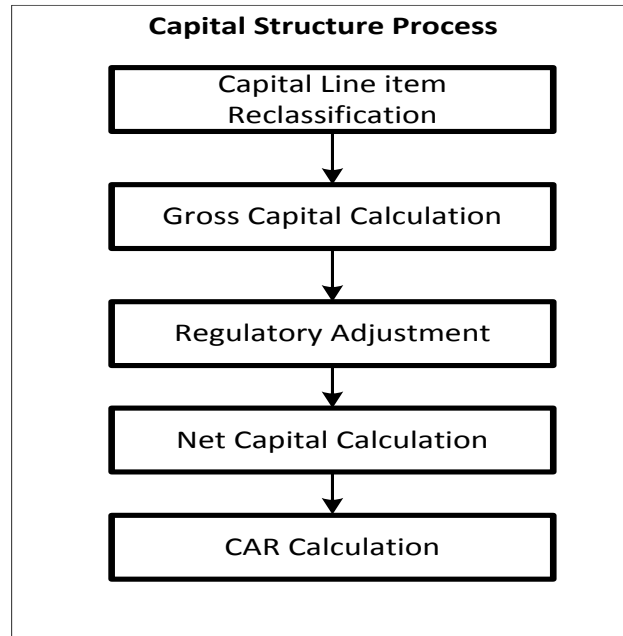 Capital Structure Process
Capital Line item
Reclassification
Gross Capital Calculation
Regulatory Adjustment
Net Capital Calculation
CAR Calculation